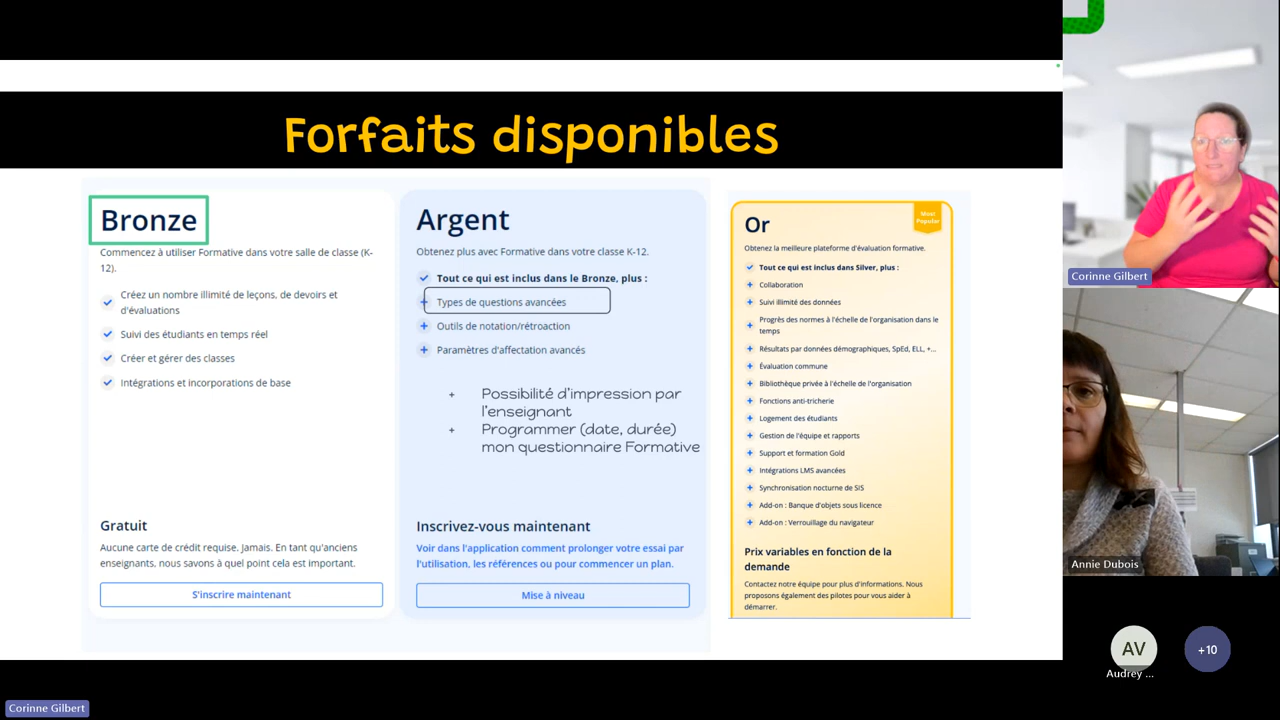 Forfaits disponibles
Bronze
Commencez à utiliser Formative dans votre salle de classe (K-
12).
Créez un nombre illimité de leçons, de devoirs et
d'évaluations
Suivi des étudiants en temps réel
Créer et gérer des classes
Intégrations et incorporations de base
Gratuit
Aucune carte de crédit requise. Jamais. En tant qu'anciens
enseignants, nous savons à quel point cela est important.
S'inscrire maintenant
Argent
Obtenez plus avec Formative dans votre classe K-12.
Tout ce qui est inclus dans le Bronze, plus :
+ Types de questions avancées
+ Outils de notation/rétroaction
+ Paramètres d'affectation avancés
+ Possibilité d'impression par
l'enseignant
+ Programmer (date, durée)
mon questionnaire Formative
Inscrivez-vous maintenant
Voir dans l'application comment prolonger votre essai par
l'utilisation, les références ou pour commencer un plan.
Mise à niveau
Most
Popular
Or
Obtenez la meilleure plateforme d'évaluation formative.
Tout ce qui est inclus dans Silver, plus :
+ Collaboration
+ Suivi illimité des données
+ Progrès des normes à l'échelle de l'organisation dans le
temps
+ Résultats par données démographiques, SpEd, ELL, +...
+ Évaluation commune
+ Bibliothèque privée à l'échelle de l'organisation
+ Fonctions anti-tricherie
+ Logement des étudiants
+ Gestion de l'équipe et rapports
+ Support et formation Gold
+ Intégrations LMS avancées
+ Synchronisation nocturne de SIS
+ Add-on : Banque d'objets sous licence
+ Add-on : Verrouillage du navigateur
Prix variables en fonction de la
demande
Contactez notre équipe pour plus d'informations. Nous
proposons également des pilotes pour vous aider à
démarrer.
Corinne Gilbert
Annie Dubois
AV
Audrey ...
+10
Corinne Gilbert